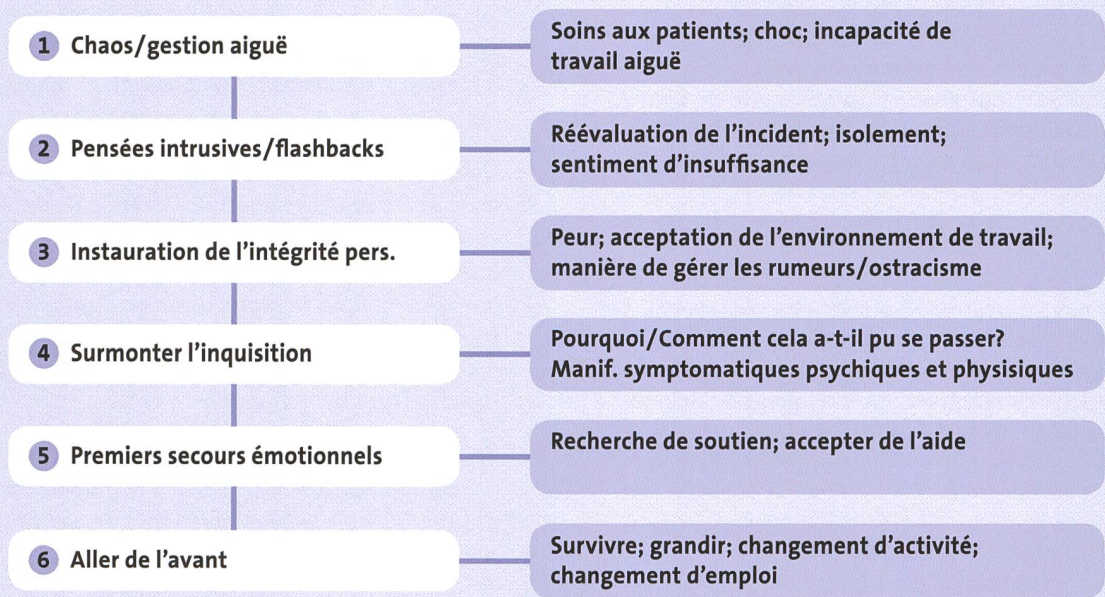 1 Chaos/gestion aiguë
Soins aux patients; choc; incapacité de
travail aiguë
2 Pensées intrusives/flashbacks
Réévaluation de l'incident; isolement;
sentiment d'insuffisance
3 Instauration de l'intégrité pers.
Peur; acceptation de l'environnement de travail;
manière de gérer les rumeurs/ostracisme
4 Surmonter l'inquisition
Pourquoi/Comment cela a-t-il pu se passer?
Manif. symptomatiques psychiques et physisiques
5 Premiers secours émotionnels
Recherche de soutien; accepter de l'aide
6 Aller de l'avant
Survivre; grandir; changement d'activité;
changement d'emploi